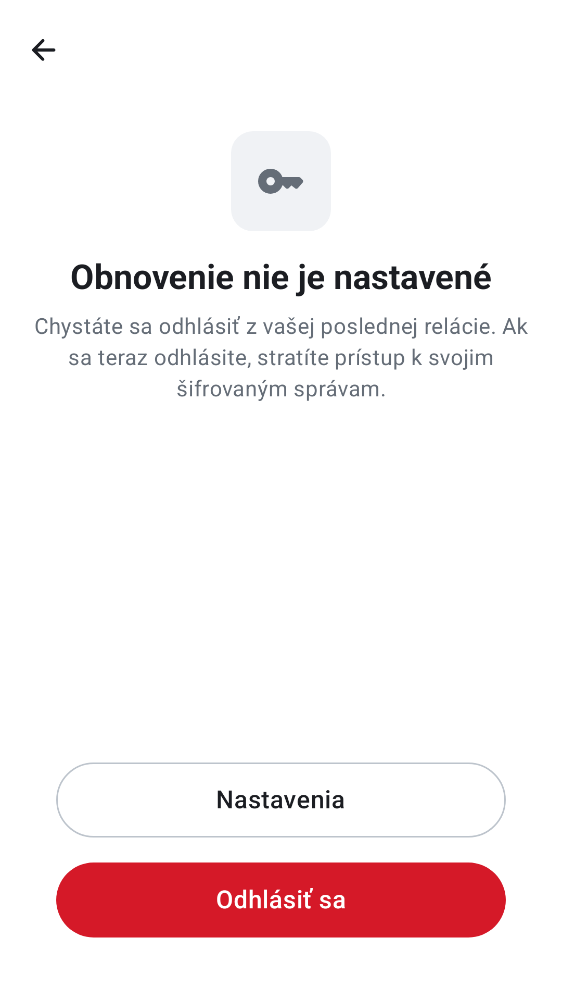 Obnovenie nie je nastavené
Chystáte sa odhlásiť z vašej poslednej relácie. Ak
sa teraz odhlásite, stratíte prístup k svojim
šifrovaným správam.
Nastavenia
Odhlásiť sa